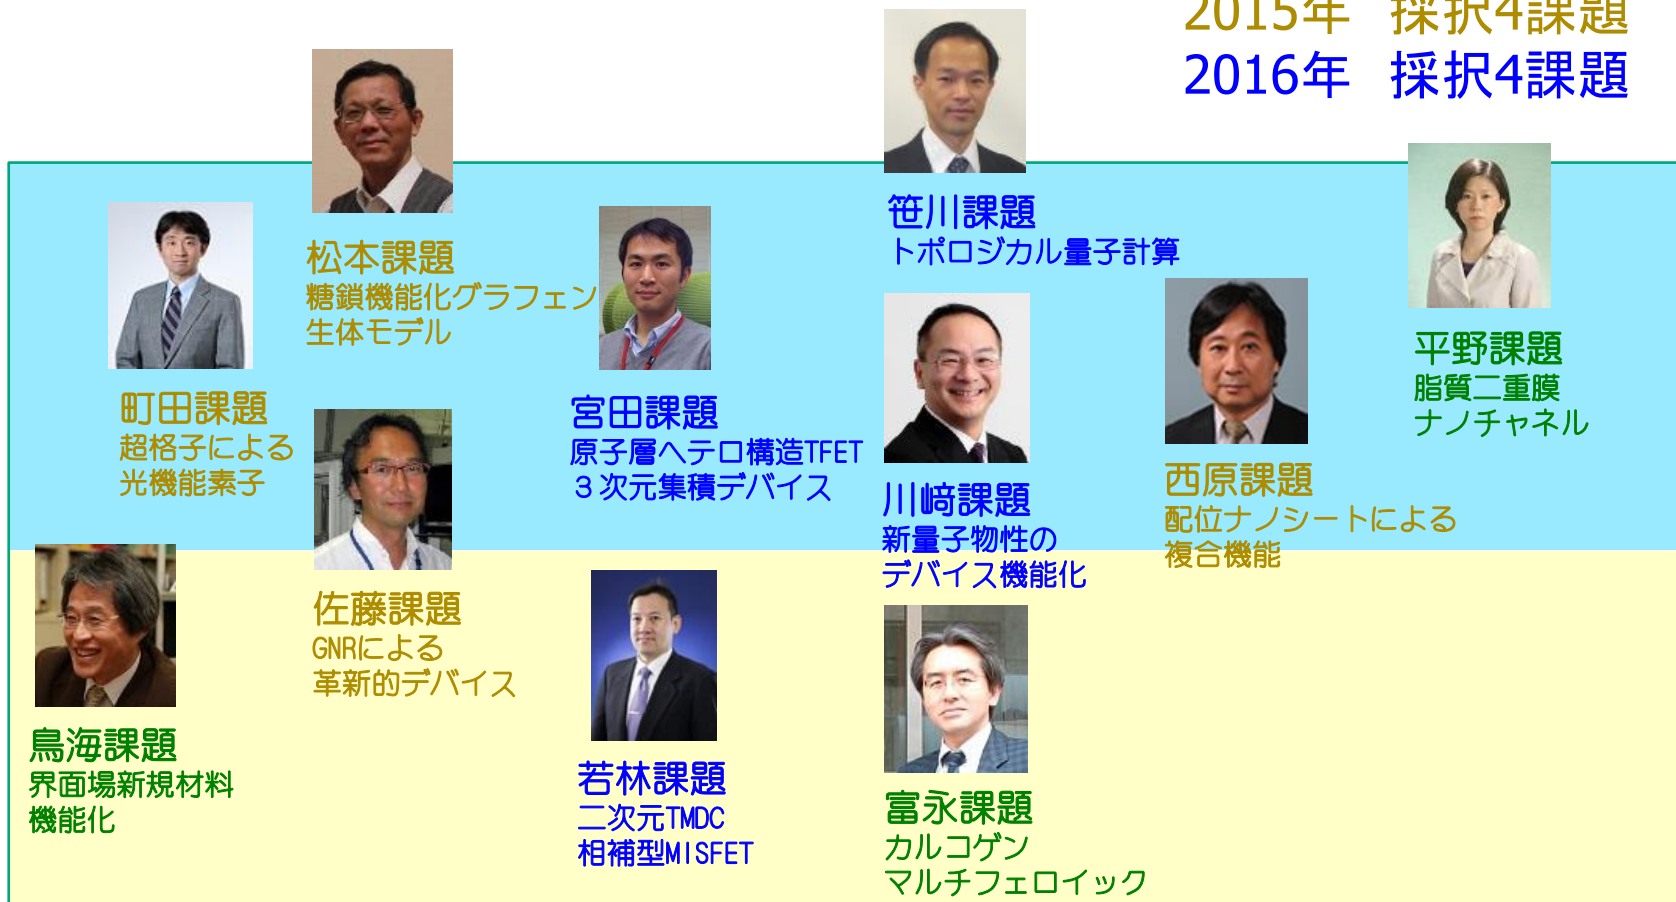 2015年 採択4課題
2016年 採択4課題
松本課題
糖鎖機能化グラフェン
生体モデル
笹川課題
トポロジカル量子計算
町田課題
超格子による
光機能素子
宮田課題
原子層ヘテロ構造TFET
３次元集積デバイス
平野課題
脂質二重膜
ナノチャネル
川﨑課題
新量子物性の
デバイス機能化
西原課題
配位ナノシートによる
複合機能
佐藤課題
GNRによる
革新的デバイス
鳥海課題
界面場新規材料
機能化
若林課題
二次元TMDC
相補型MISFET
富永課題
カルコゲン
マルチフェロイック